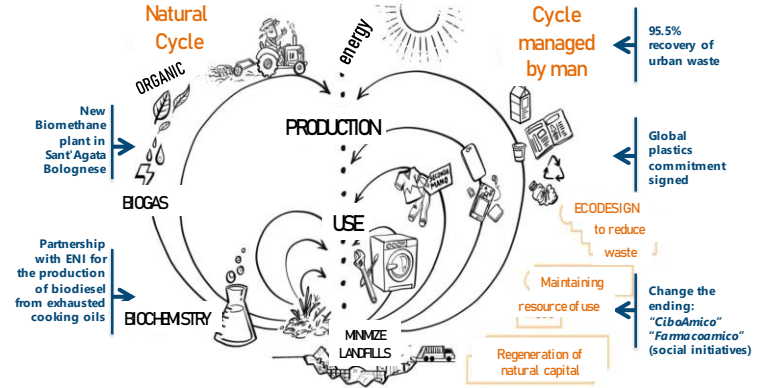 Natural
Cycle
energy
Cycle
managed
by man
95.5%
recovery of
urban waste
ORGANIC
New
Biomethane
plant in
Sant'Agata
Bolognese
PRODUCTION
Global
plastics
commitment
signed
SECONDA
MANO
BIOGAS
USE
ECODESIGN
to reduce
waste
Partnership
with ENI for
the production
of biodiesel
from exhausted
cooking oils
BIOCHEMISTRY
Maintaining
resource of use
Change the
ending:
"CiboAmico"
"Farmacoamico"
(social initiatives)
MINIMIZE
LANDFILLS
Regeneration of
natural capital